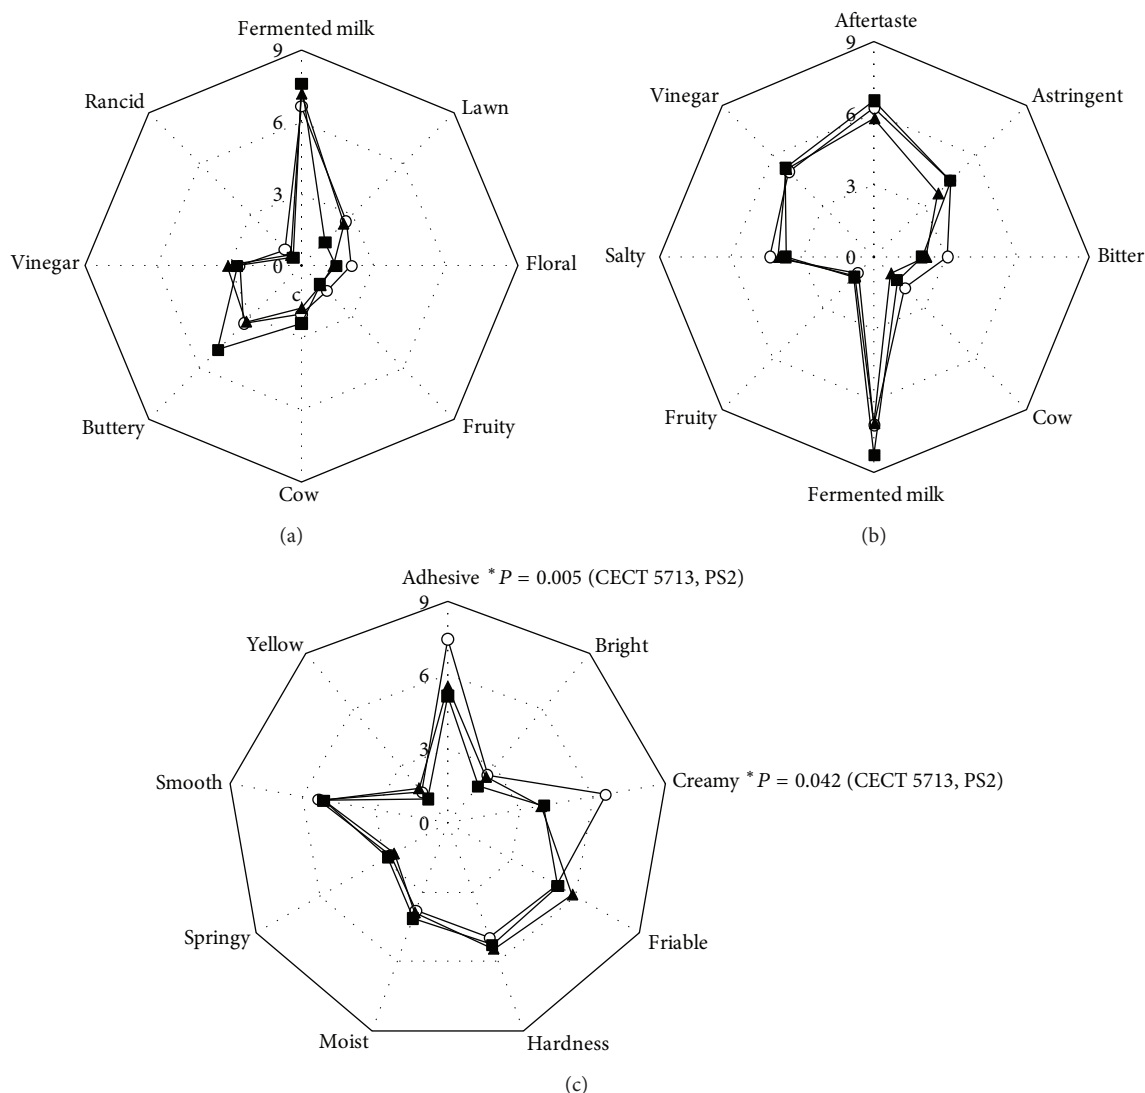 Fermented milk
9
Rancid
Lawn
6
3
Vinegar
0
Floral
c
Buttery
Fruity
Cow
(a)
Aftertaste
9
Vinegar
Astringent
6
3
Salty
0
Bitter
Fruity
Cow
Fermented milk
(b)
Adhesive *P = 0.005 (CECT 5713, PS2)
9
Yellow
Bright
6
3
Smooth
Creamy *P = 0.042 (CECT 5713, PS2)
0
Springy
Friable
Moist
Hardness
(c)